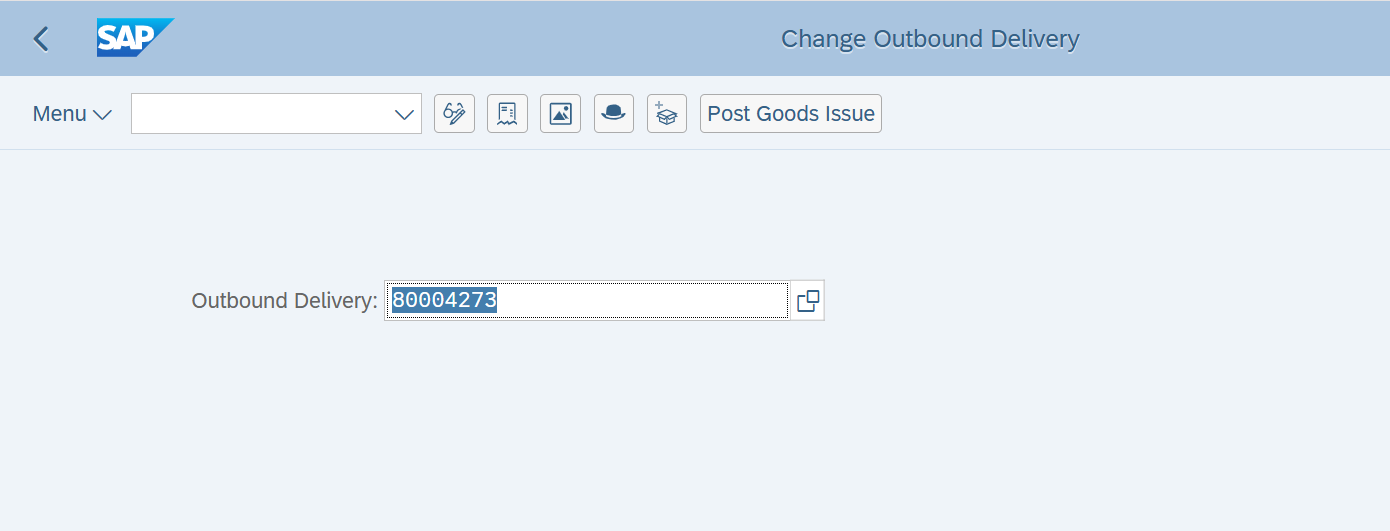 SAP Change Outbound Delivery
Menu Post Goods Issue
Outbound Delivery: 80004273